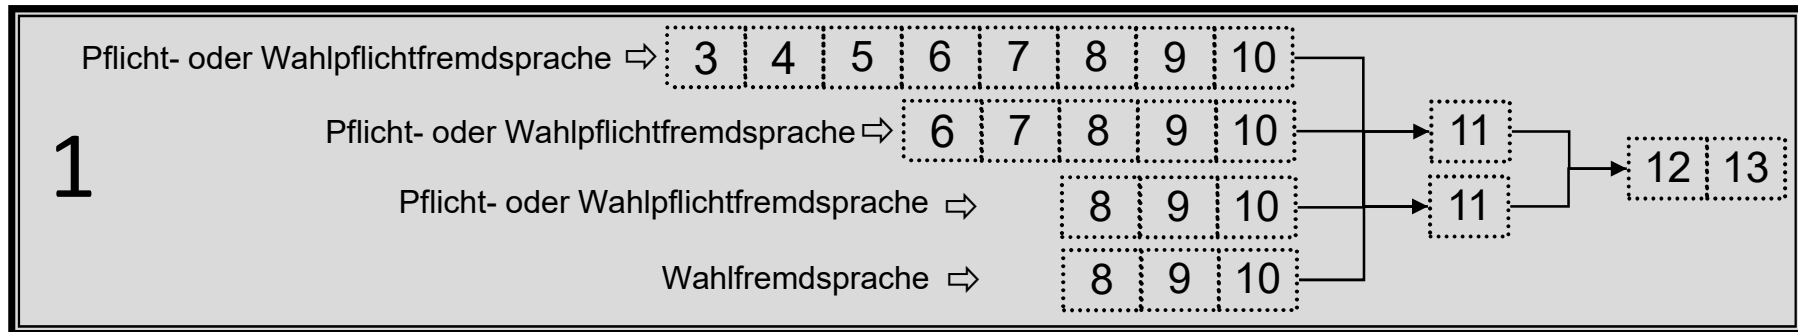 1
Pflicht- oder Wahlpflichtfremdsprache ⇨ 3 4 5 6 7 8 9 10
Pflicht- oder Wahlpflichtfremdsprache ⇨ 6 7 8 9 10 11
12 13
Pflicht- oder Wahlpflichtfremdsprache ⇨ 8 9 10 11
Wahlfremdsprache ⇨ 8 9 10